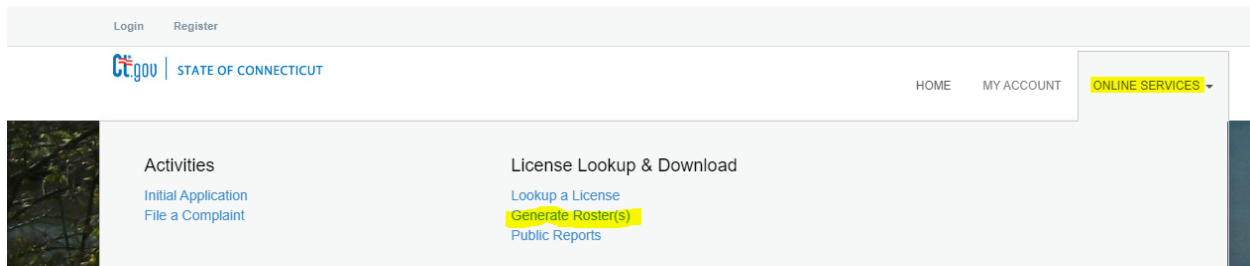 Login Register
Ct.gov STATE OF CONNECTICUT
HOME MY ACCOUNT ONLINE SERVICES
Activities
Initial Application
File a Complaint
License Lookup & Download
Lookup a License
Generate Roster(s)
Public Reports